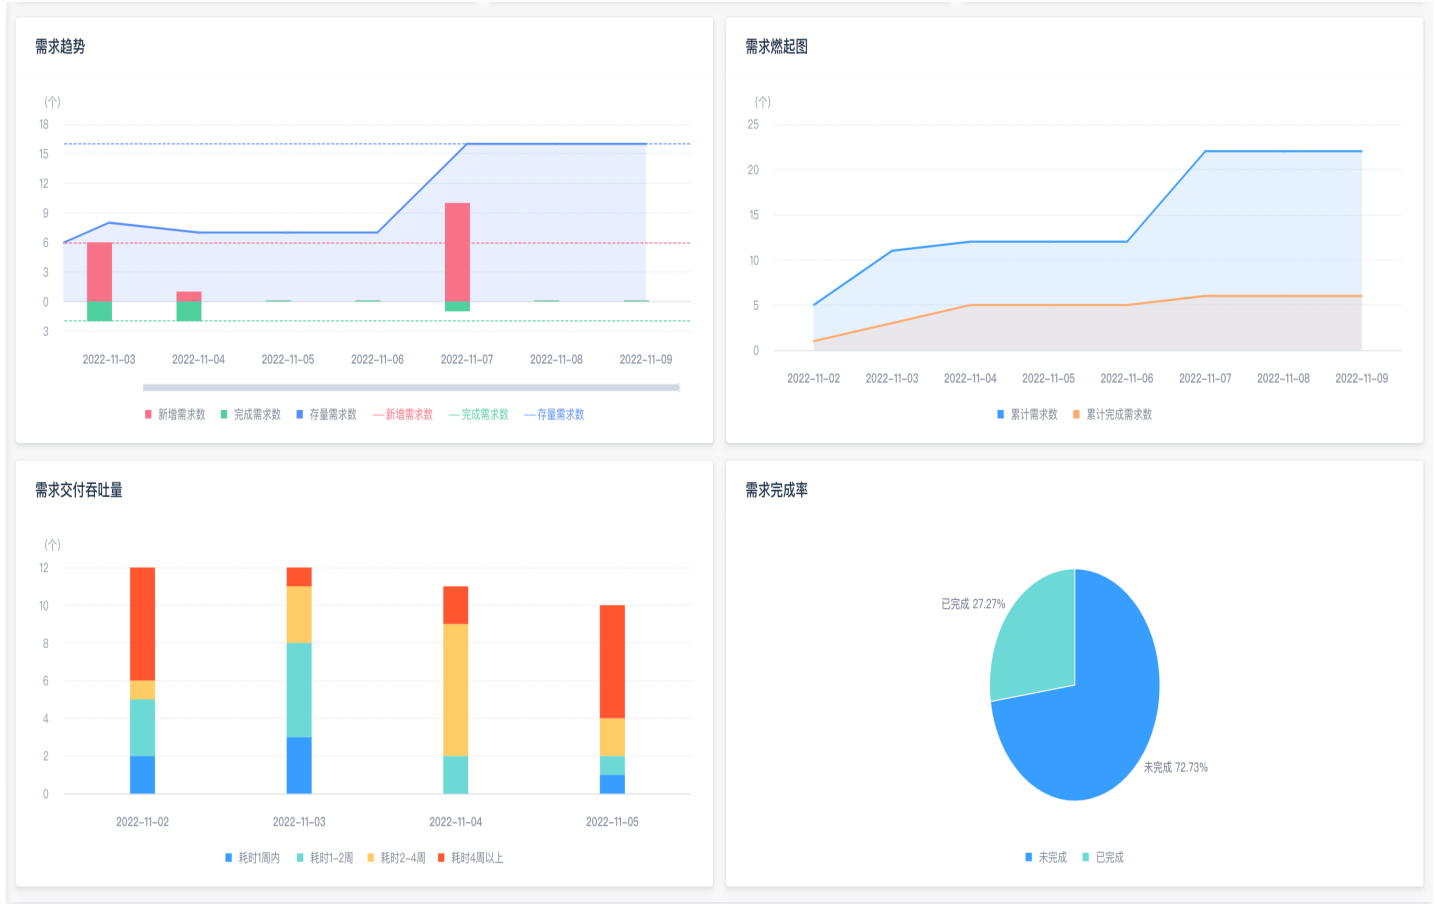 需求趋势
(个)
18
15
12
9
6
3
0
3
2022-11-03 2022-11-04 2022-11-05 2022-11-06 2022-11-07 2022-11-08 2022-11-09
新增需求数 完成需求数 存量需求数 新增需求数 完成需求数 存量需求数
需求燃起图
(个)
25
20
15
10
5
0
2022-11-02 2022-11-03 2022-11-04 2022-11-05 2022-11-06 2022-11-07 2022-11-08 2022-11-09
累计需求数 累计完成需求数
需求交付吞吐量
(个)
12
10
8
6
4
2
0
2022-11-02 2022-11-03 2022-11-04 2022-11-05
耗时1周内 耗时1-2周 耗时2-4周 耗时4周以上
需求完成率
已完成 27.27%
未完成 72.73%
未完成 已完成